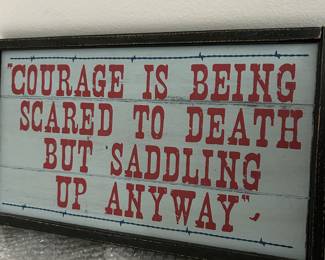 "COURAGE IS BEING
SCARED TO DEATH
BUT SADDLING
UP ANYWAY"